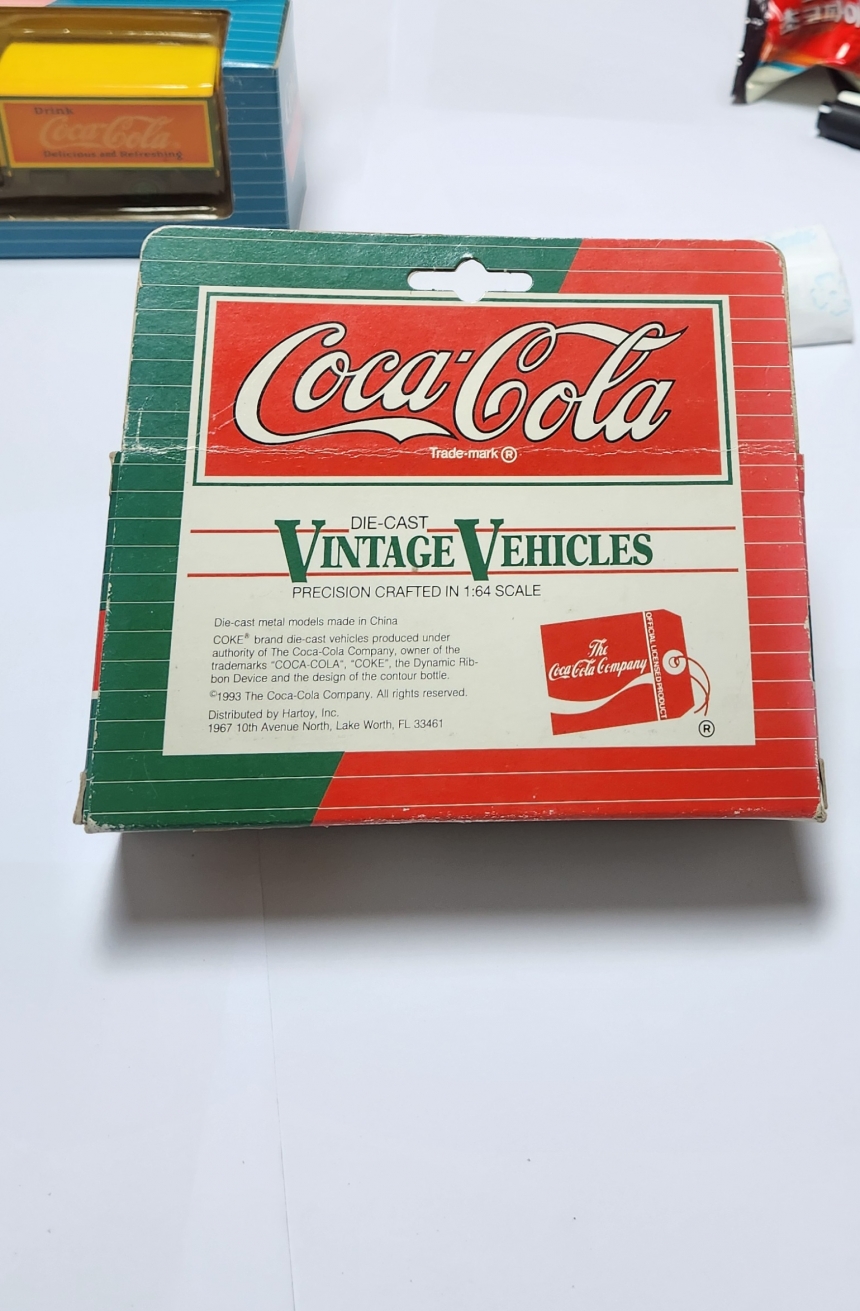 Drink
Coca-Cola
Delicious and Refreshing
Coca-Cola
Trade-mark ®
DIE-CAST
VINTAGE VEHICLES
PRECISION CRAFTED IN 1:64 SCALE
Die-cast metal models made in China
COKE® brand die-cast vehicles produced under
authority of The Coca-Cola Company, owner of the
trademarks "COCA-COLA", "COKE", the Dynamic Rib-
bon Device and the design of the contour bottle.
©1993 The Coca-Cola Company. All rights reserved.
Distributed by Hartoy, Inc.
1967 10th Avenue North, Lake Worth, FL 33461
The
Coca-Cola Company
OFFICIAL LICENSED PRODUCT
®